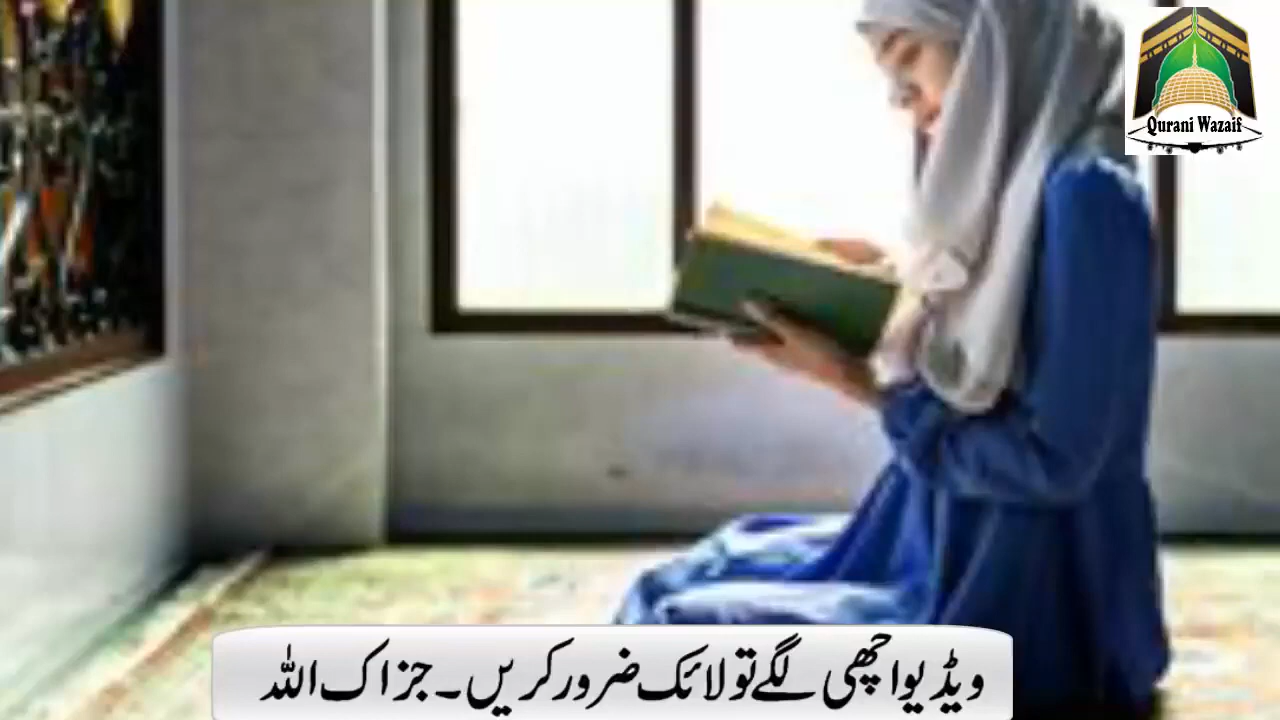 Qurani Wazaif
ویڈیو اچھی لگے تو لائک ضرور کریں۔ جزاک اللہ